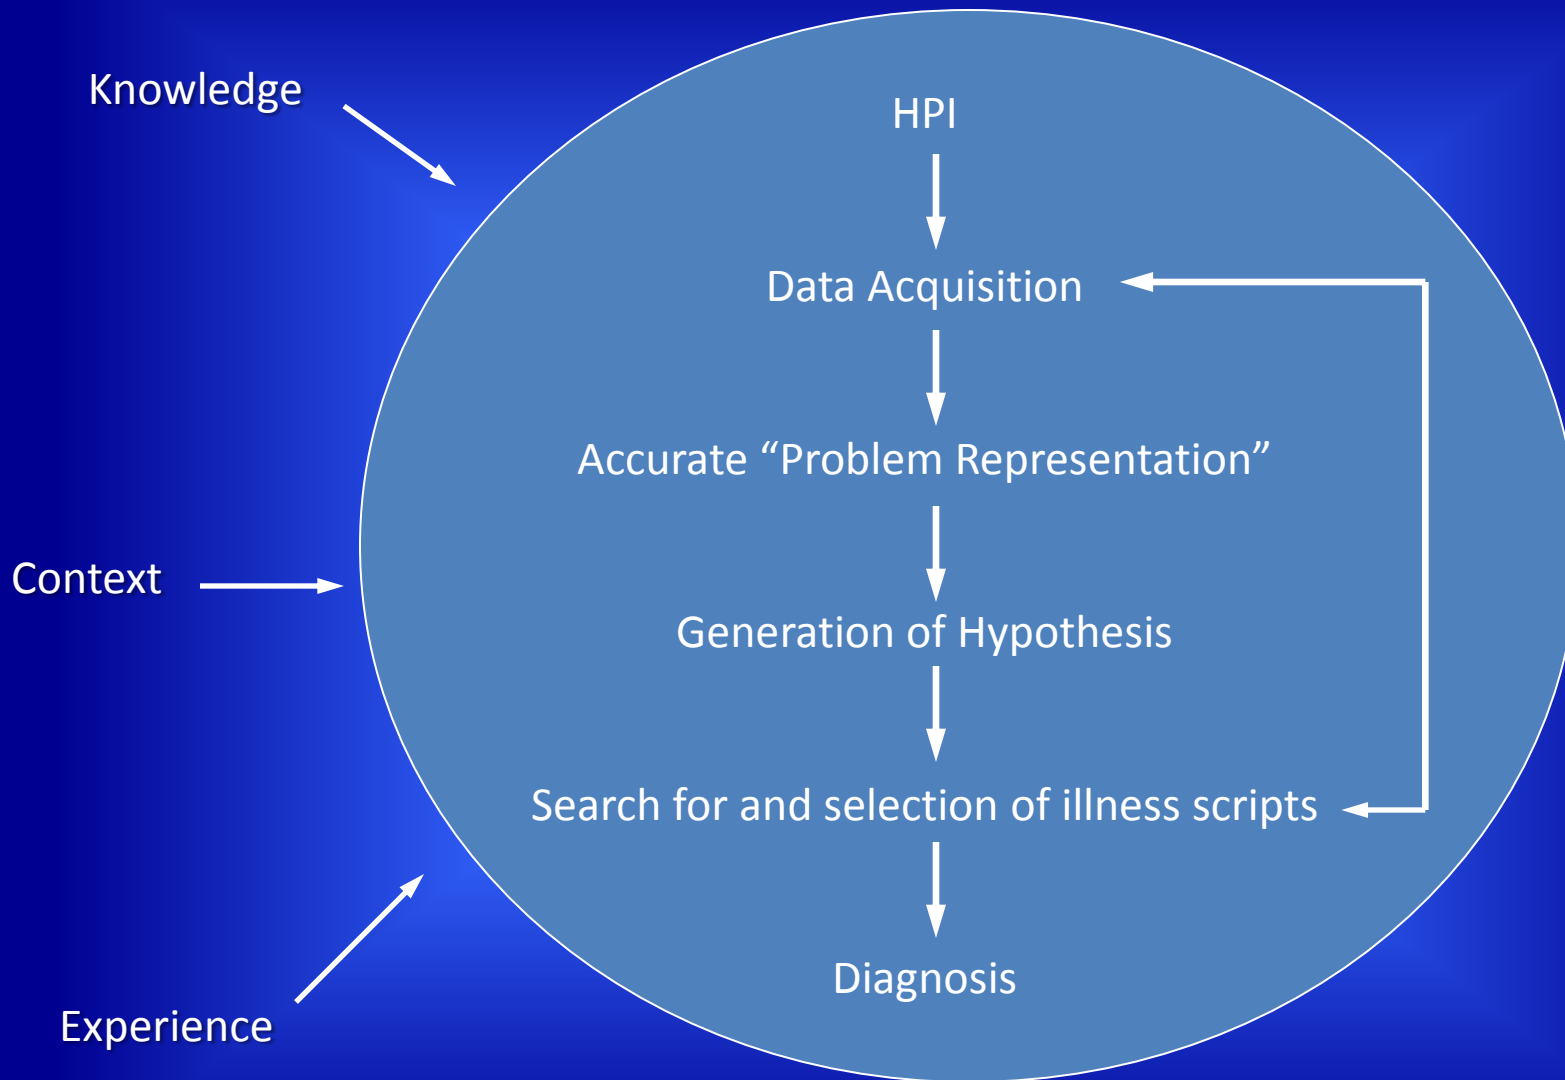 Knowledge
HPI
Data Acquisition
Accurate “Problem Representation”
Context
Generation of Hypothesis
Search for and selection of illness scripts
Diagnosis
Experience